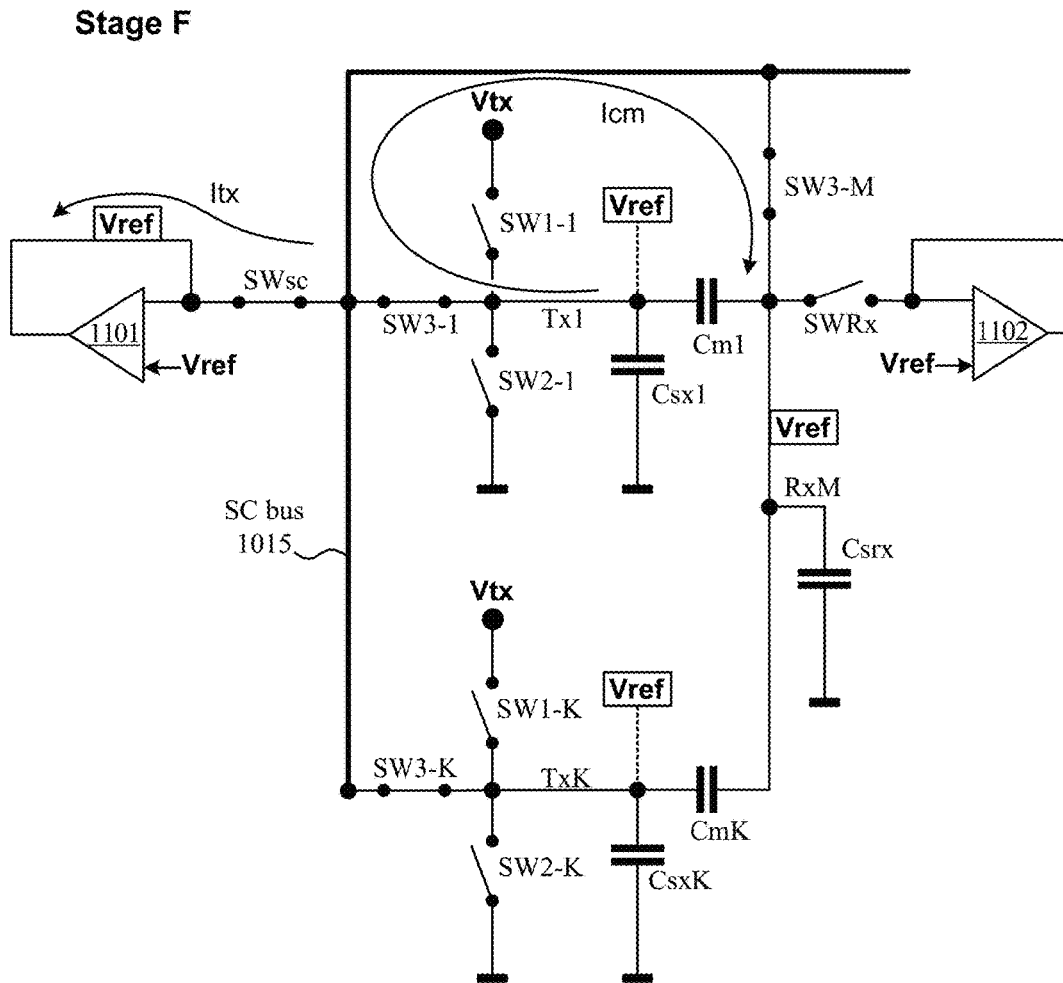 Stage F
Vtx
Icm
Itx
SW3-M
Vref
SW1-1
Vref
SWsc
1101
SW3-1
Tx1
Cm1
SWRx
1102
Vref
SW2-1
Csx1
Vref
Vref
RxM
SC bus
1015
Csrx
Vtx
Vref
SW1-K
SW3-K
TxK
CmK
SW2-K
CsxK